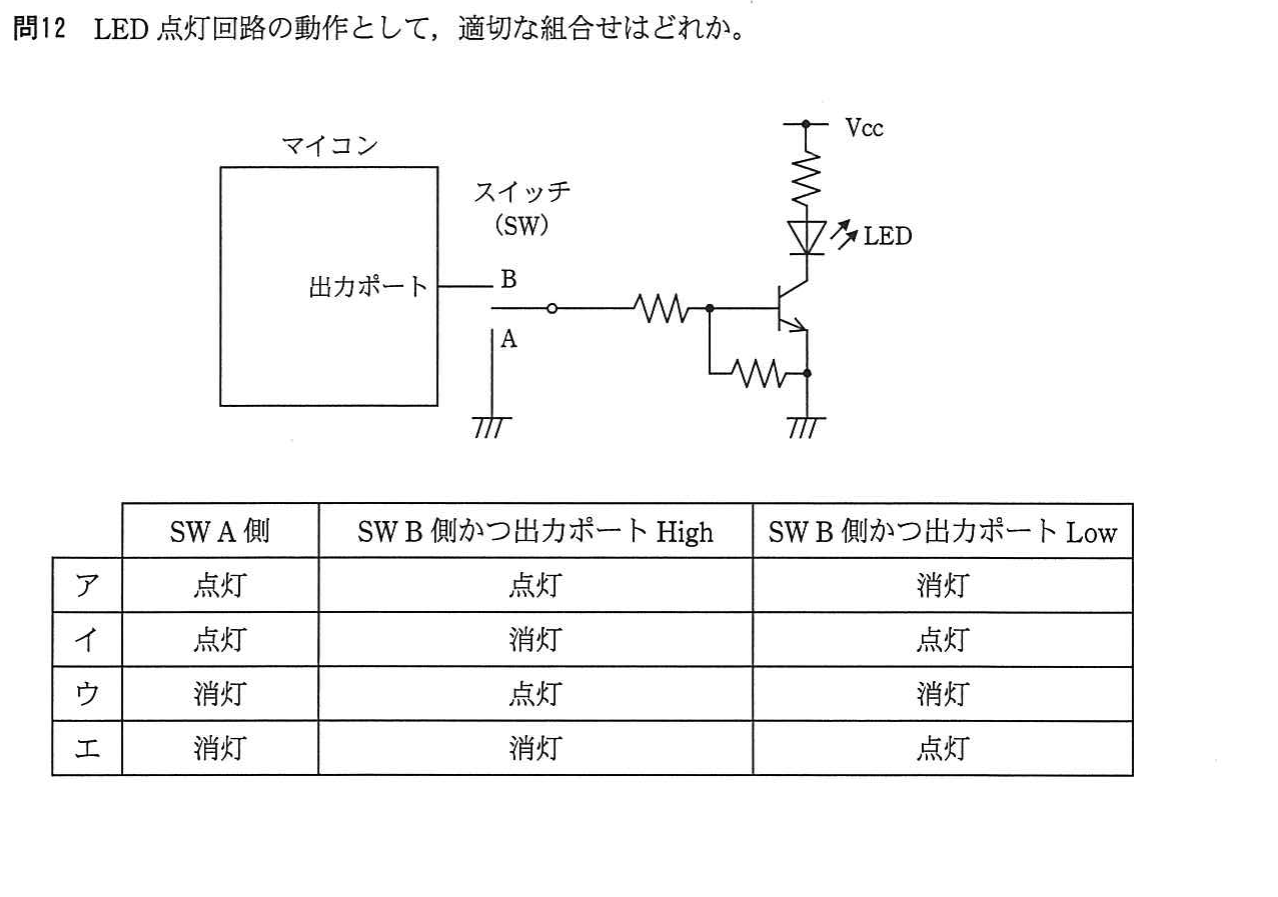 問12 LED 点灯回路の動作として，適切な組合せはどれか。
Vcc
マイコン
スイッチ
(SW)
LED
B
出力ポート
A
SW A 側 SW B 側かつ出力ポート High SW B 側かつ出力ポート Low
ア 点灯 点灯 消灯
イ 点灯 消灯 点灯
ウ 消灯 点灯 消灯
エ 消灯 消灯 点灯